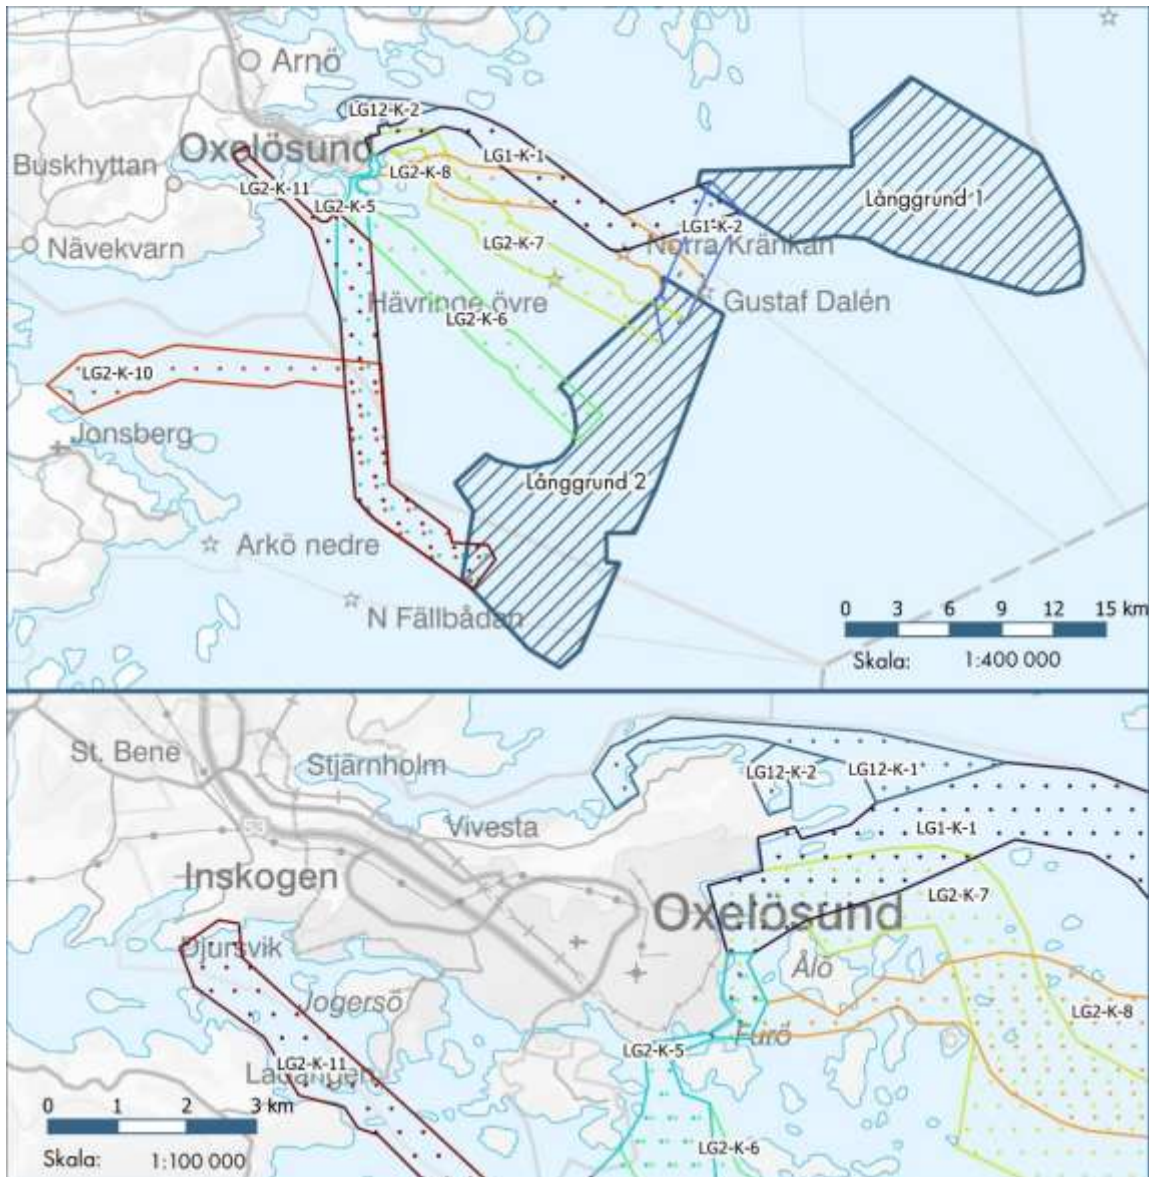 Arnö
LG12-K-2
Oxelösund
LG1-K-1
Buskhyttan
LG2-K-8
LG2-K-11
LG2-K-5
Långgrund 1
LG1-K-2
Nävekvarn
LG2-K-7
Norra Kränkan
Hävringe övre
Gustaf Dalén
LG2-K-6
LG2-K-10
Jonsberg
Långgrund 2
Arkö nedre
N Fällbådan
0 3 6 9 12 15 km
Skala: 1:400 000
St. Bene
Stjärnholm
LG12-K-2
LG12-K-1
Vivesta
LG1-K-1
Inskogen
LG2-K-7
Oxelösund
Djursvik
Ålö
Jogersö
LG2-K-8
Furö
LG2-K-5
LG2-K-11
0 1 2 3 km
LG2-K-6
Skala: 1:100 000